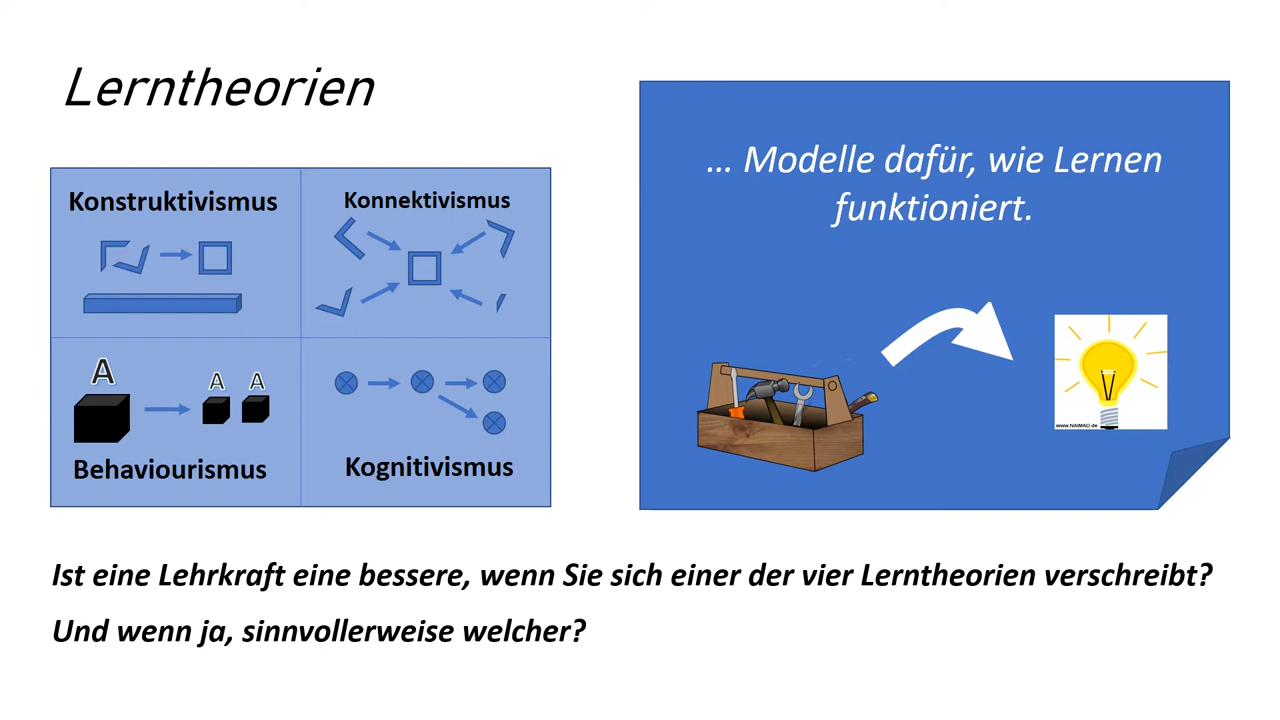 Lerntheorien
Konstruktivismus
Konnektivismus
A
A A
Behaviourismus
Kognitivismus
... Modelle dafür, wie Lernen
funktioniert.
www.NAIMAD.de
Ist eine Lehrkraft eine bessere, wenn Sie sich einer der vier Lerntheorien verschreibt?
Und wenn ja, sinnvollerweise welcher?